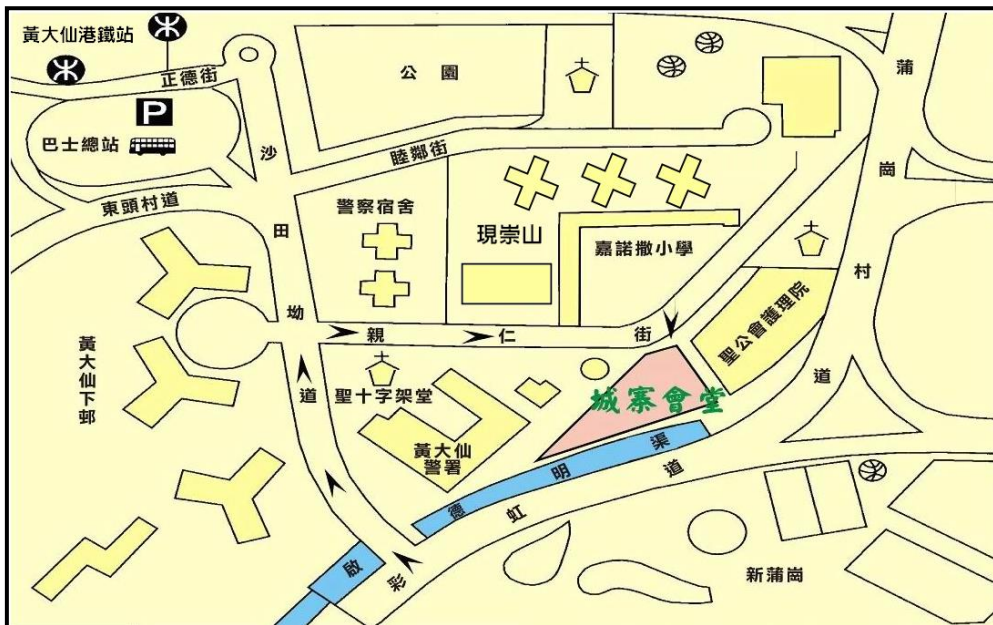 黃大仙港鐵站
正德街
P
巴士總站
公園
沙田坳道
睦鄰街
東頭村道
警察宿舍
現崇山
嘉諾撒小學
蒲崗村道
親仁街
聖公會護理院
黃大仙下邨
聖十字架堂
城寨會堂
黃大仙
警署
啟德明渠
彩虹道
新蒲崗